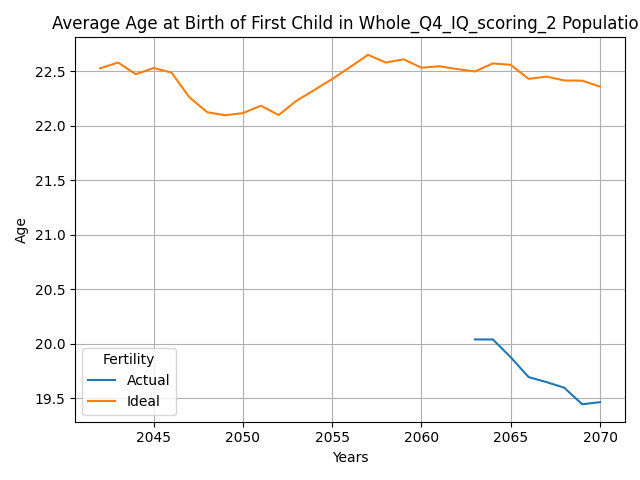 Average Age at Birth of First Child in Whole_Q4_IQ_scoring_2 Populatio
22.5
22.0
21.5
21.0
20.5
20.0
19.5
Age
Fertility
Actual
Ideal
2045 2050 2055 2060 2065 2070
Years